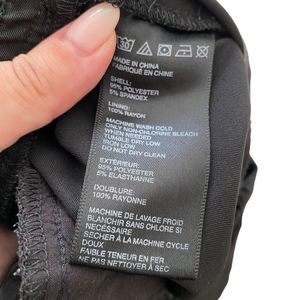 30
MADE IN CHINA
FABRIQUÉ EN CHINE
SHELL:
95% POLYESTER
5% SPANDEX
LINING:
100% RAYON
MACHINE WASH COLD
ONLY NON-CHLORINE BLEACH
WHEN NEEDED
TUMBLE DRY LOW
IRON LOW
DO NOT DRY CLEAN
EXTÉRIEUR:
95% POLYESTER
5% ELASTHANNE
DOUBLURE:
100% RAYONNE
MACHINE DE LAVAGE FROID
BLANCHIR SANS CHLORE SI
NÉCESSAIRE
SÉCHER A LA MACHINE CYCLE
DOUX
FAIBLE TENEUR EN FER
NE PAS NETTOYER À SEC